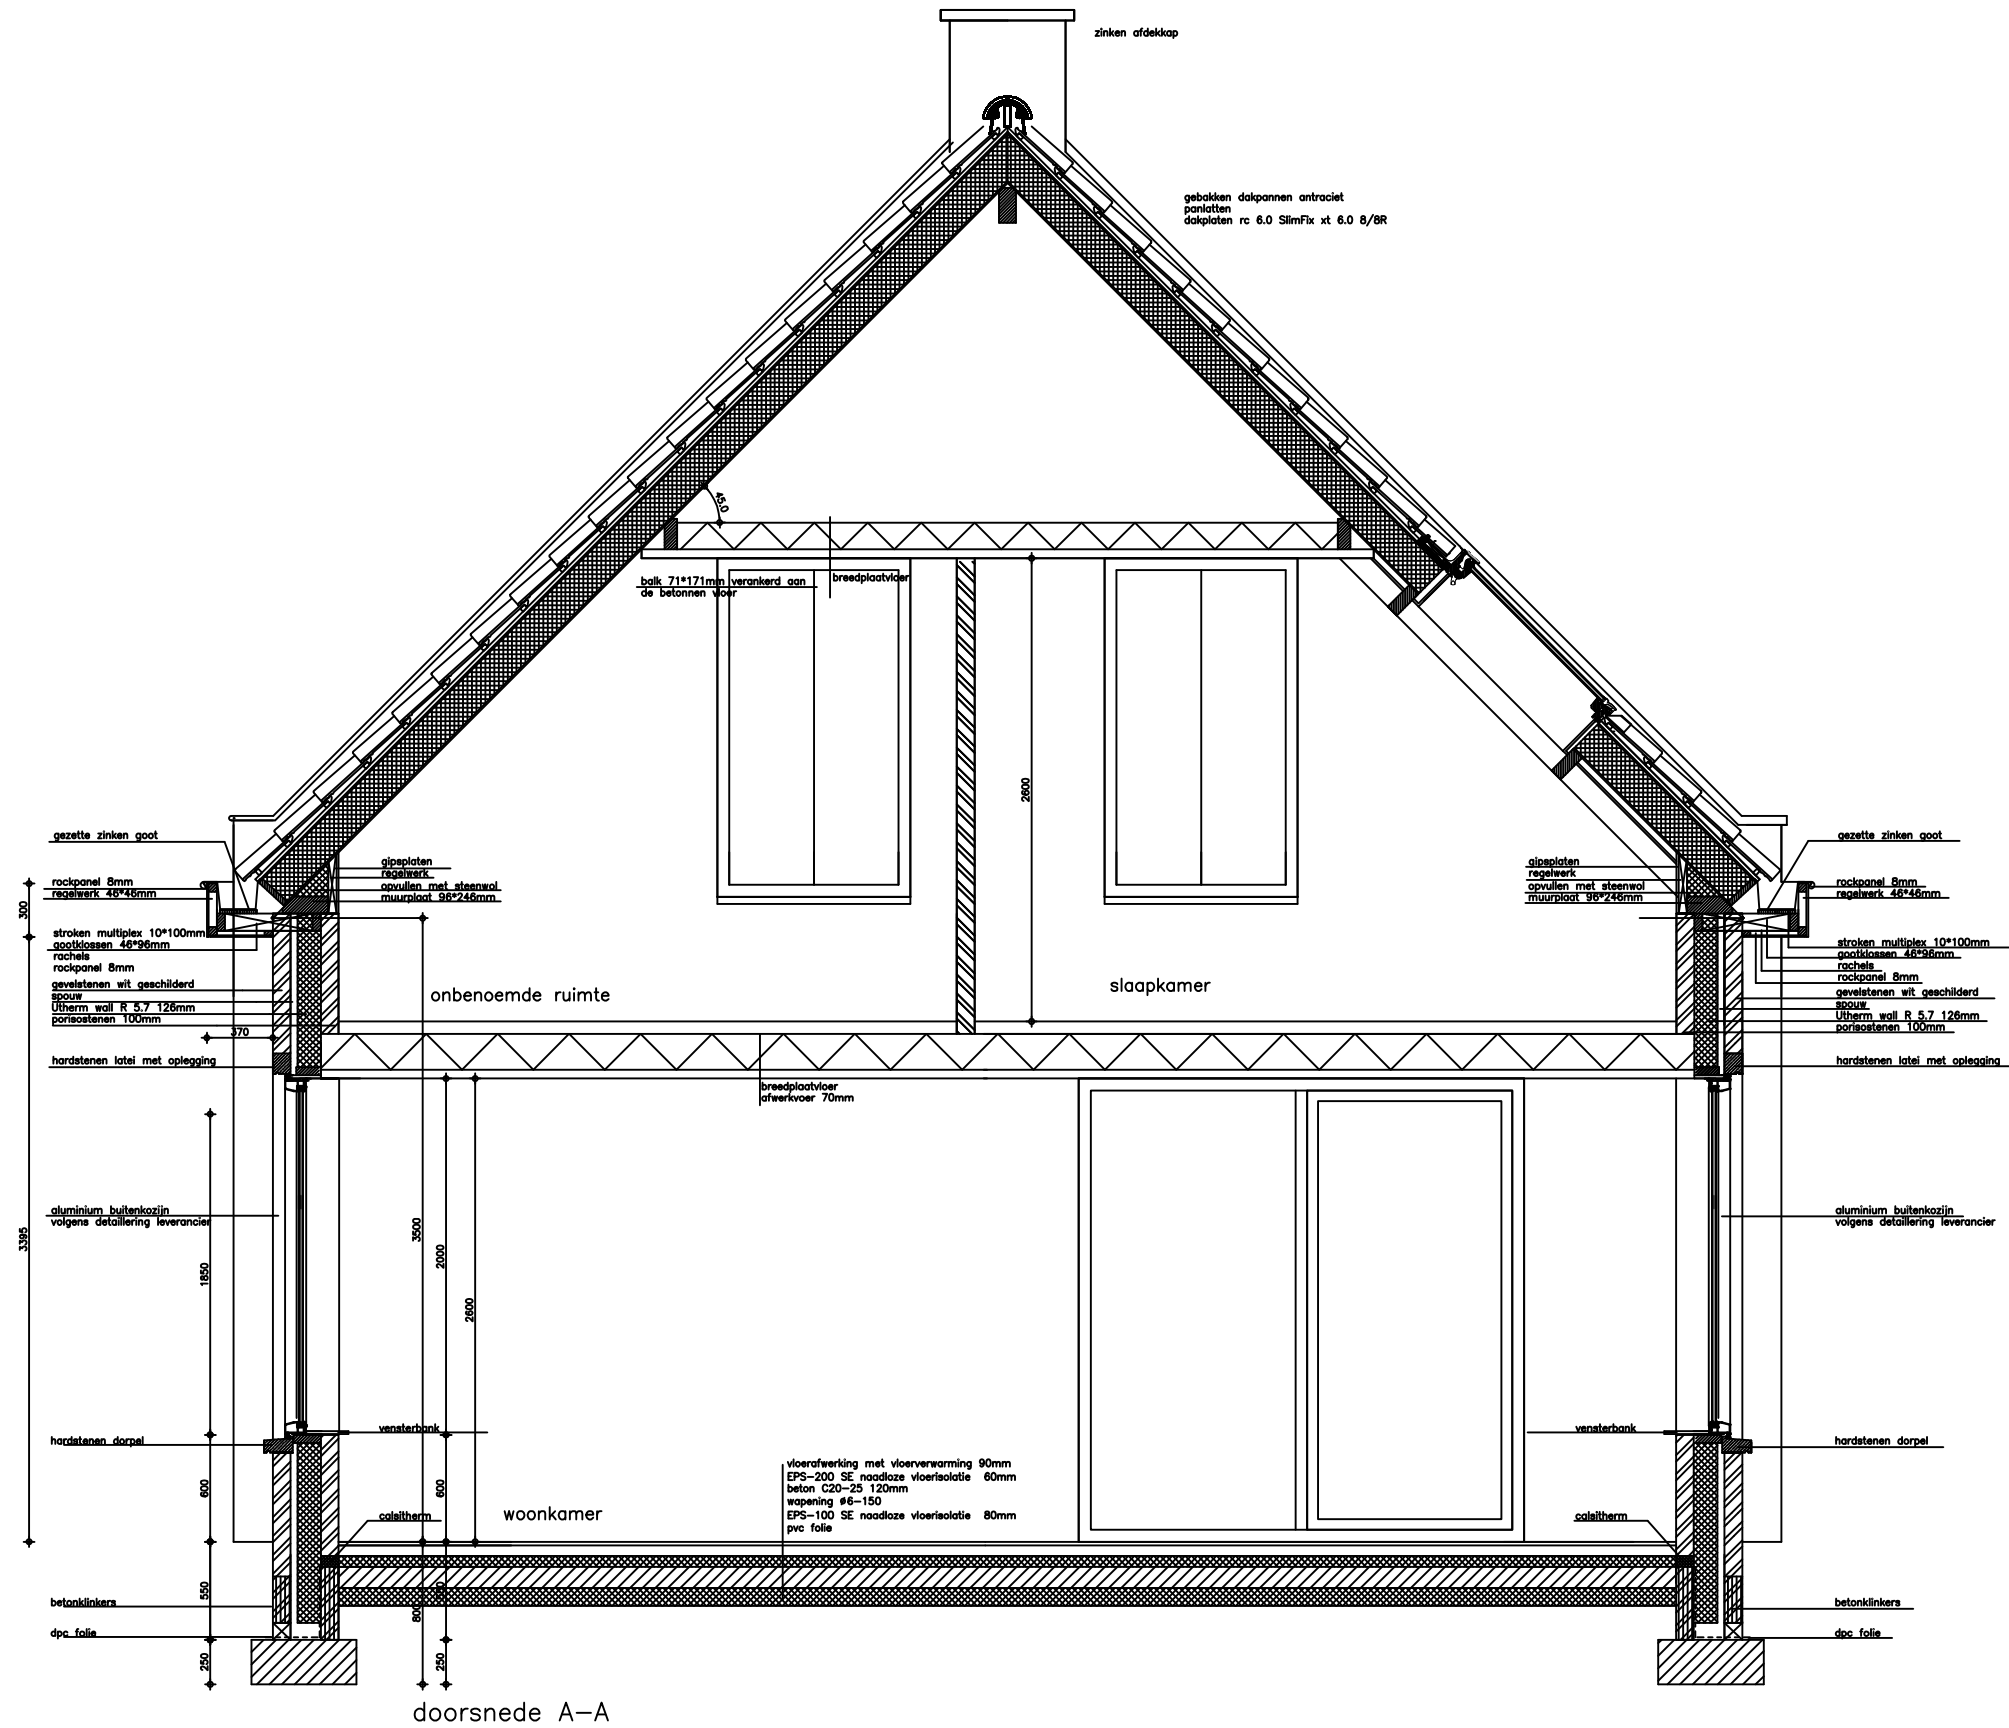 zinken afdekkap
gebakken dakpannen antraciet
panlatten
dakplaten rc 6.0 SlimFix xt 6.0 8/8R
45.0
balk 71*171mm verankerd aan
de betonnen vloer
breedplaatvloer
2600
gezette zinken goot
rockpanel 8mm
regelwerk 46*46mm
300
stroken multiplex 10*100mm
gootklossen 46*96mm
rachels
rockpanel 8mm
gevelstenen wit geschilderd
spouw
Utherm wall R 5.7 126mm
porisostenen 100mm
370
hardstenen latei met oplegging
gipsplaten
regelwerk
opvullen met steenwol
muurplaat 96*246mm
onbenoemde ruimte
slaapkamer
gipsplaten
regelwerk
opvullen met steenwol
muurplaat 96*246mm
gezette zinken goot
rockpanel 8mm
regelwerk 46*46mm
stroken multiplex 10*100mm
gootklossen 46*96mm
rachels
rockpanel 8mm
gevelstenen wit geschilderd
spouw
Utherm wall R 5.7 126mm
porisostenen 100mm
hardstenen latei met oplegging
breedplaatvloer
afwerkvoer 70mm
aluminium buitenkozijn
volgens detaillering leverancier
3395
1850
3500
2000
2600
aluminium buitenkozijn
volgens detaillering leverancier
vensterbank
hardstenen dorpel
600
600
woonkamer
calsitherm
vloerafwerking met vloerverwarming 90mm
EPS-200 SE naadloze vloerisolatie 60mm
beton C20-25 120mm
wapening ø6-150
EPS-100 SE naadloze vloerisolatie 80mm
pvc folie
vensterbank
hardstenen dorpel
calsitherm
betonklinkers
dpc folie
550
250
800
250
betonklinkers
dpc folie
doorsnede A-A